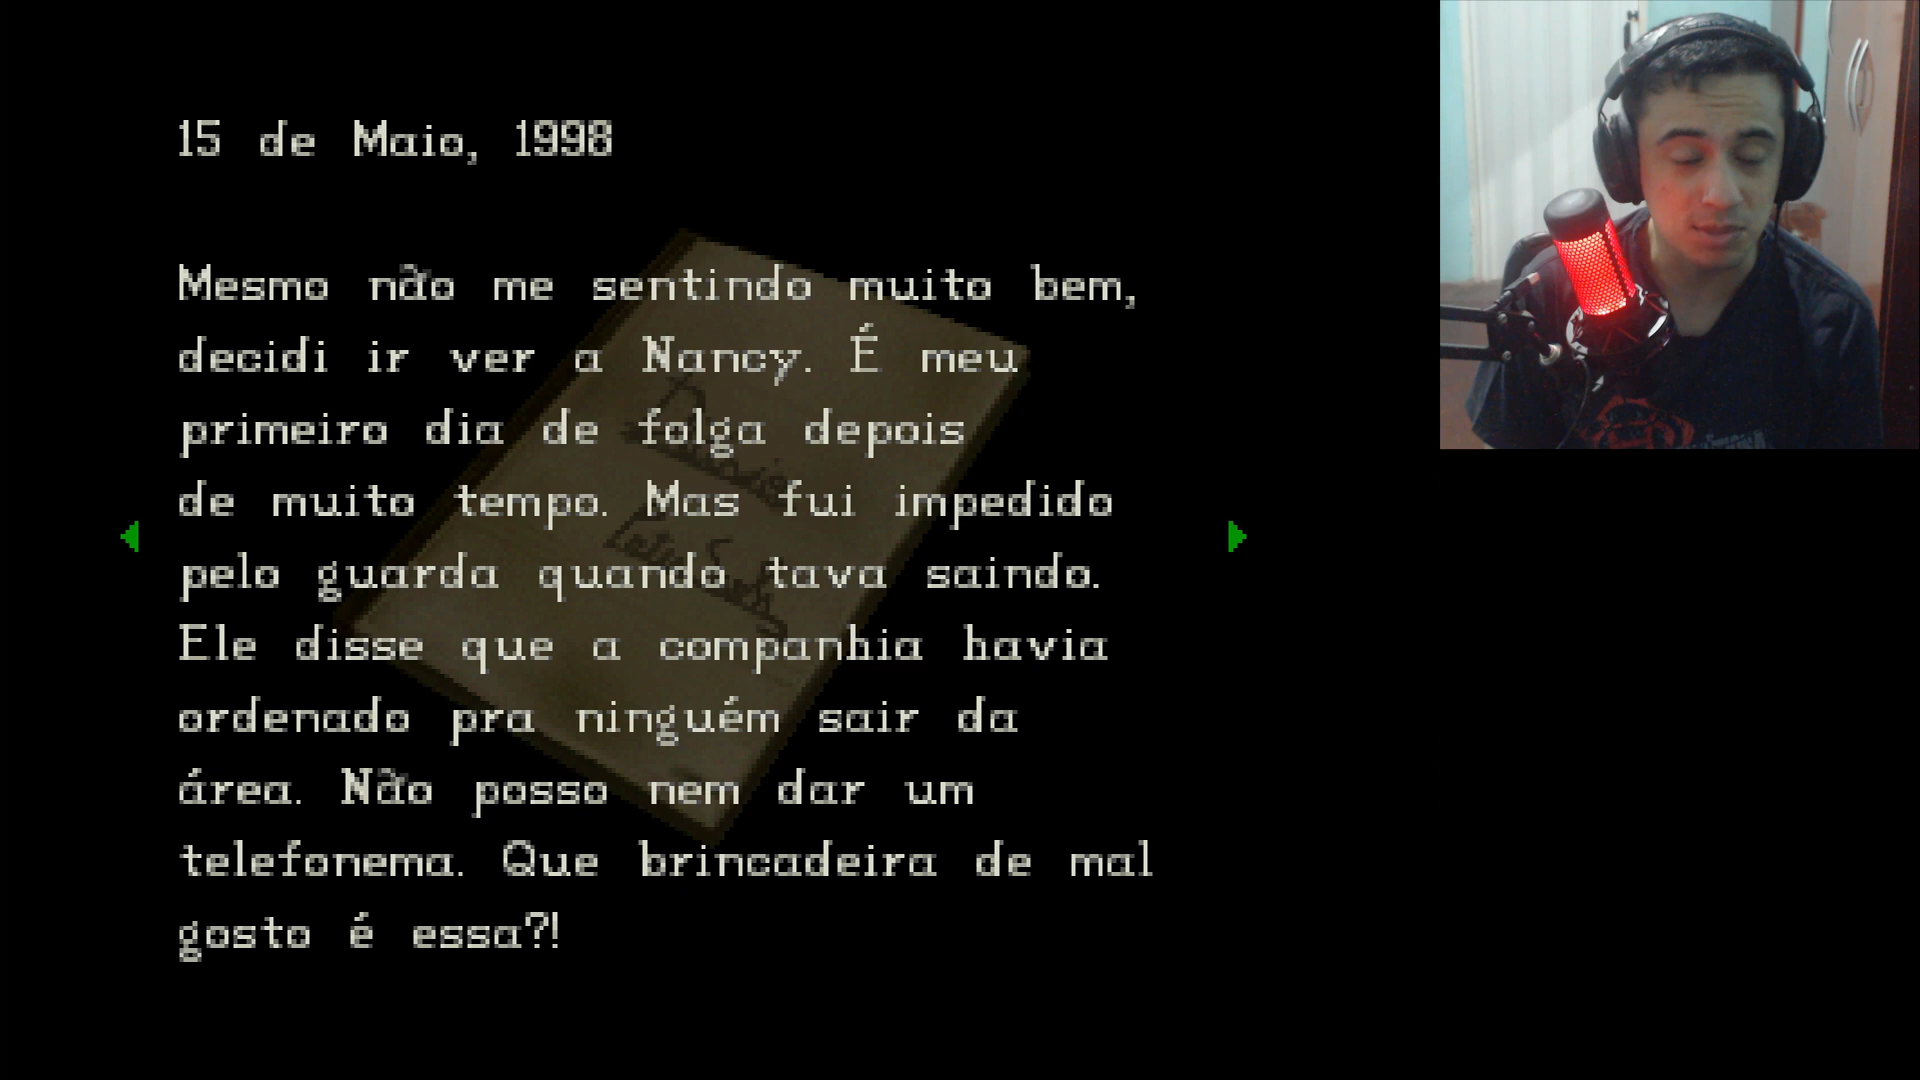 15 de Maio, 1998
Mesmo não me sentindo muito bem,
decidi ir ver a Nancy. É meu
primeiro dia de folga depois
de muito tempo. Mas fui impedido
pelo guarda quando tava saindo.
Ele disse que a companhia havia
ordenado pra ninguém sair da
área. Não posso nem dar um
telefonema. Que brincadeira de mal
gosto é essa?!